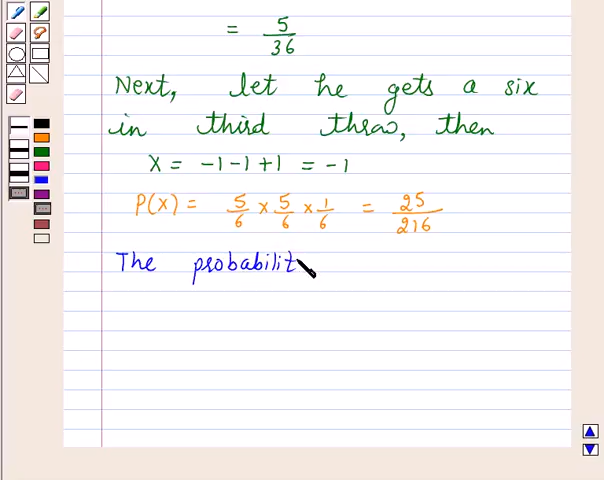 = 5/36
Next, let he gets a six
in third throw, then
X = -1-1+1 = -1
P(X) = 5/6 × 5/6 × 1/6 = 25/216
The probabilit